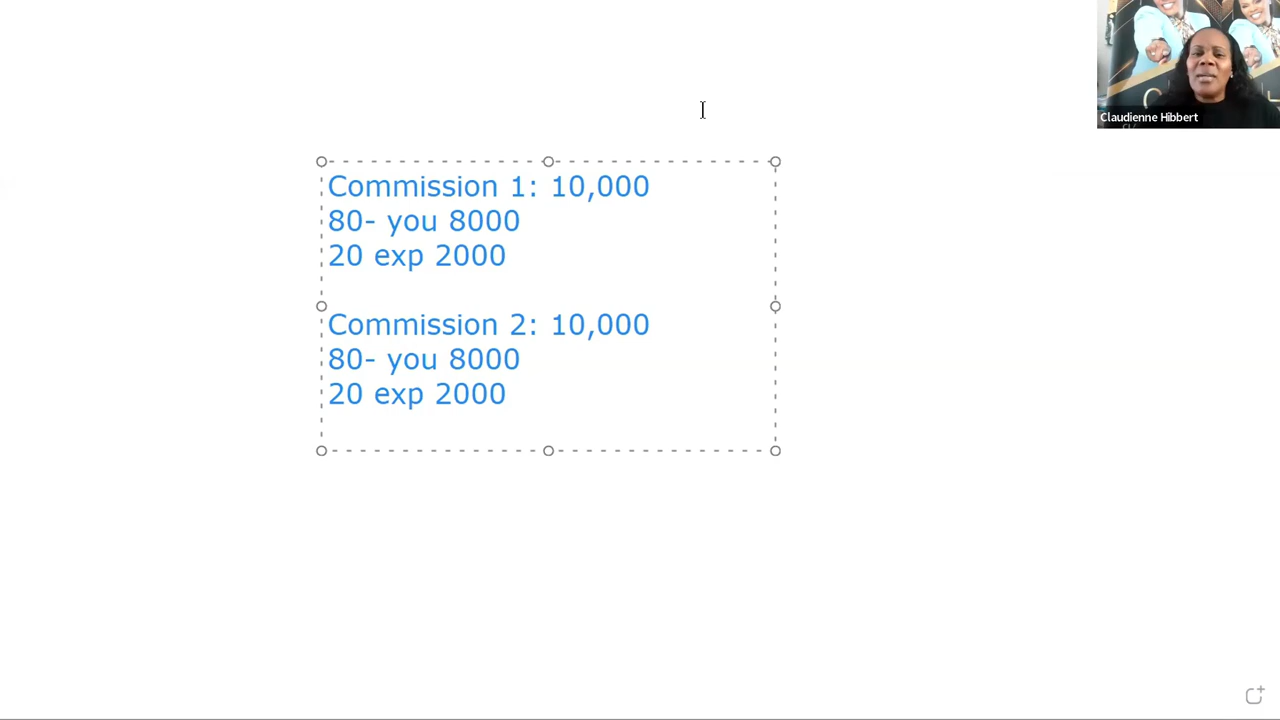 Commission 1: 10,000
80- you 8000
20 exp 2000
Commission 2: 10,000
80- you 8000
20 exp 2000
Claudienne Hibbert